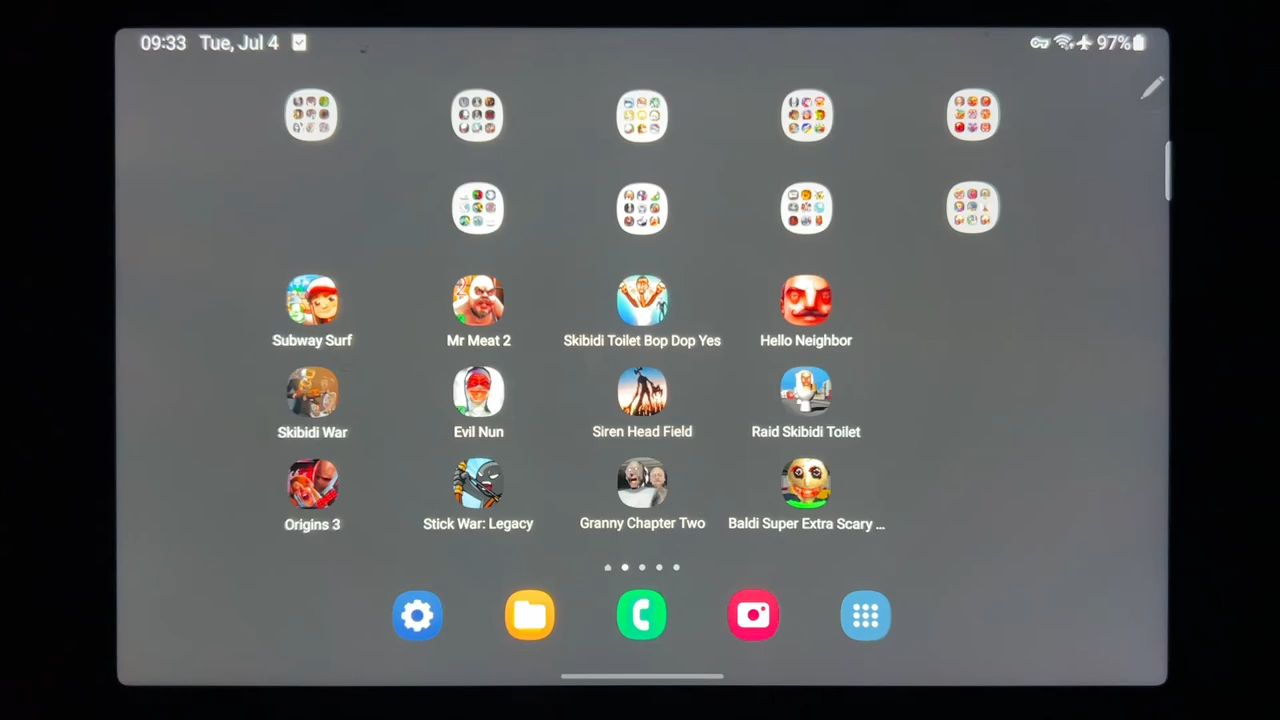 09:33 Tue, Jul 4 97%
Subway Surf Mr Meat 2 Skibidi Toilet Bop Dop Yes Hello Neighbor
Skibidi War Evil Nun Siren Head Field Raid Skibidi Toilet
Origins 3 Stick War: Legacy Granny Chapter Two Baldi Super Extra Scary ...